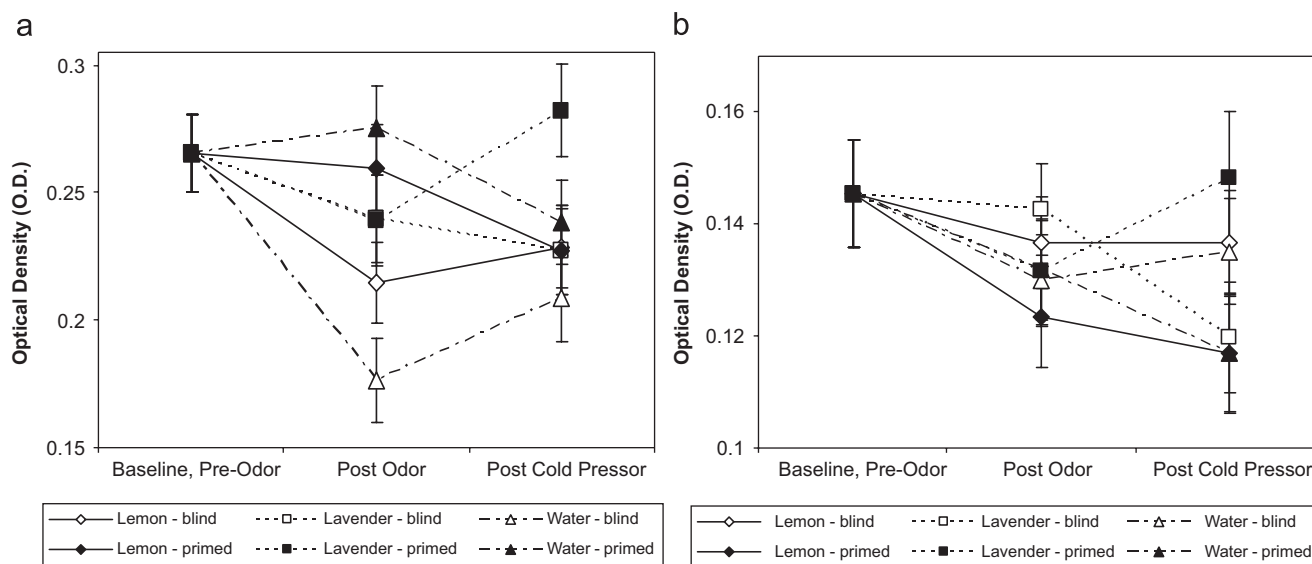 a
0.3
0.25
0.2
0.15
Optical Density (O.D.)
Baseline, Pre-Odor Post Odor Post Cold Pressor
Lemon - blind Lavender - blind Water - blind
Lemon - primed Lavender - primed Water - primed
b
0.16
0.14
0.12
0.1
Optical Density (O.D.)
Baseline, Pre-Odor Post Odor Post Cold Pressor
Lemon - blind Lavender - blind Water - blind
Lemon - primed Lavender - primed Water - primed